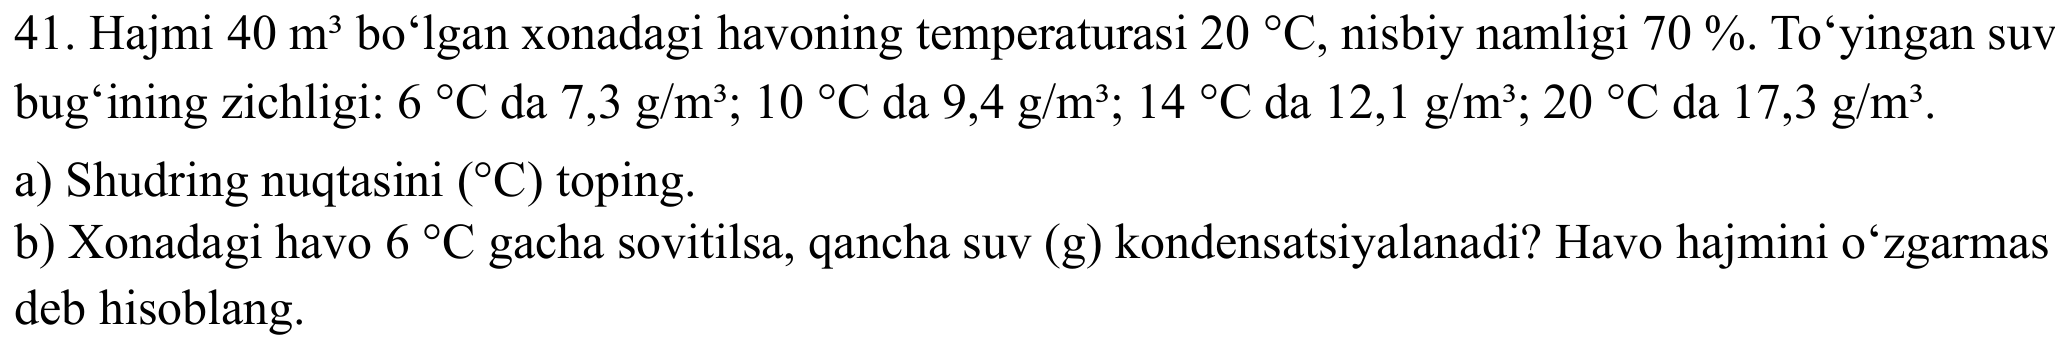 41. Hajmi 40 m³ bo‘lgan xonadagi havoning temperaturasi 20 °C, nisbiy namligi 70 %. To‘yingan suv
bug‘ining zichligi: 6 °C da 7,3 g/m³; 10 °C da 9,4 g/m³; 14 °C da 12,1 g/m³; 20 °C da 17,3 g/m³.
a) Shudring nuqtasini (°C) toping.
b) Xonadagi havo 6 °C gacha sovitilsa, qancha suv (g) kondensatsiyalanadi? Havo hajmini o‘zgarmas
deb hisoblang.